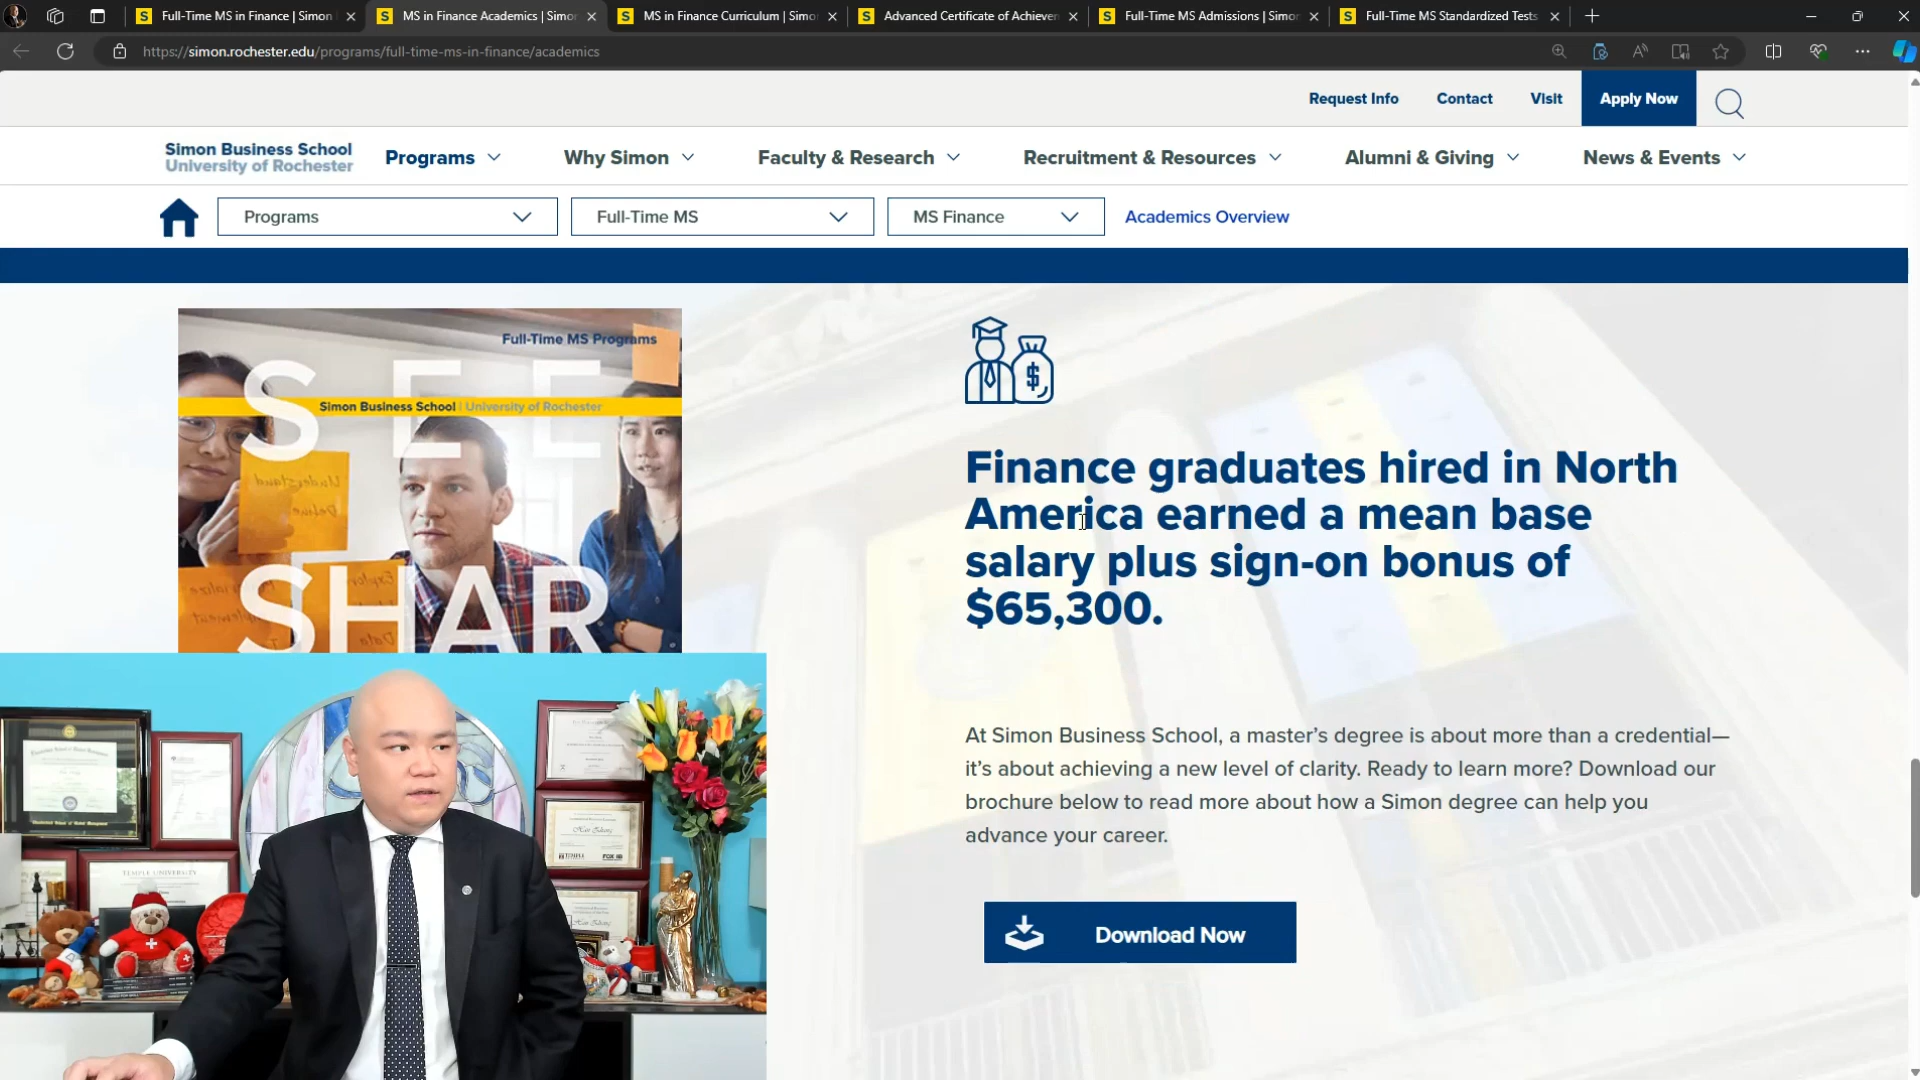 Full-Time MS in Finance | Simon
MS in Finance Academics | Simon
MS in Finance Curriculum | Simon
Advanced Certificate of Achievem
Full-Time MS Admissions | Simon
Full-Time MS Standardized Tests
https://simon.rochester.edu/programs/full-time-ms-in-finance/academics
Request Info
Contact
Visit
Apply Now
Simon Business School
University of Rochester
Programs
Why Simon
Faculty & Research
Recruitment & Resources
Alumni & Giving
News & Events
Programs
Full-Time MS
MS Finance
Academics Overview
Full-Time MS Programs
SEE
Simon Business School | University of Rochester
SHAR
Finance graduates hired in North
America earned a mean base
salary plus sign-on bonus of
$65,300.
At Simon Business School, a master's degree is about more than a credential—
it's about achieving a new level of clarity. Ready to learn more? Download our
brochure below to read more about how a Simon degree can help you
advance your career.
Download Now
TEMPLE UNIVERSITY